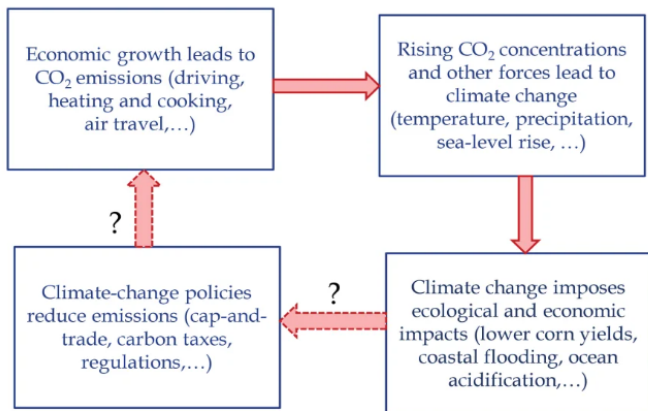 Economic growth leads to
CO₂ emissions (driving,
heating and cooking,
air travel,...)
Rising CO₂ concentrations
and other forces lead to
climate change
(temperature, precipitation,
sea-level rise, ...)
?
?
Climate-change policies
reduce emissions (cap-and-
trade, carbon taxes,
regulations,...)
Climate change imposes
ecological and economic
impacts (lower corn yields,
coastal flooding, ocean
acidification,...)